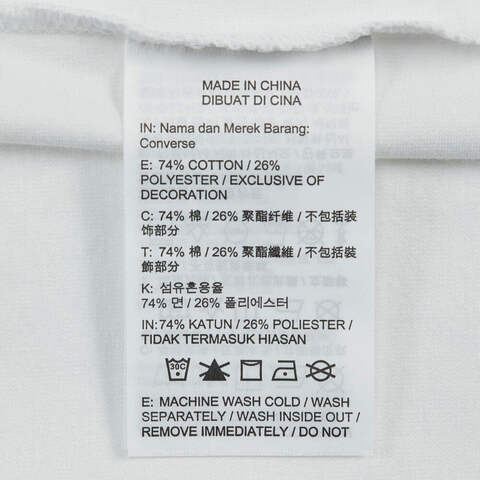 MADE IN CHINA
DIBUAT DI CINA
IN: Nama dan Merek Barang:
Converse
E: 74% COTTON / 26%
POLYESTER / EXCLUSIVE OF
DECORATION
C: 74% 棉 / 26% 聚酯纤维 / 不包括装
饰部分
T: 74% 棉 / 26% 聚酯纖維 / 不包括裝
飾部分
K: 섬유혼용율
74% 면 / 26% 폴리에스터
IN:74% KATUN / 26% POLIESTER /
TIDAK TERMASUK HIASAN
30C
E: MACHINE WASH COLD / WASH
SEPARATELY / WASH INSIDE OUT /
REMOVE IMMEDIATELY / DO NOT